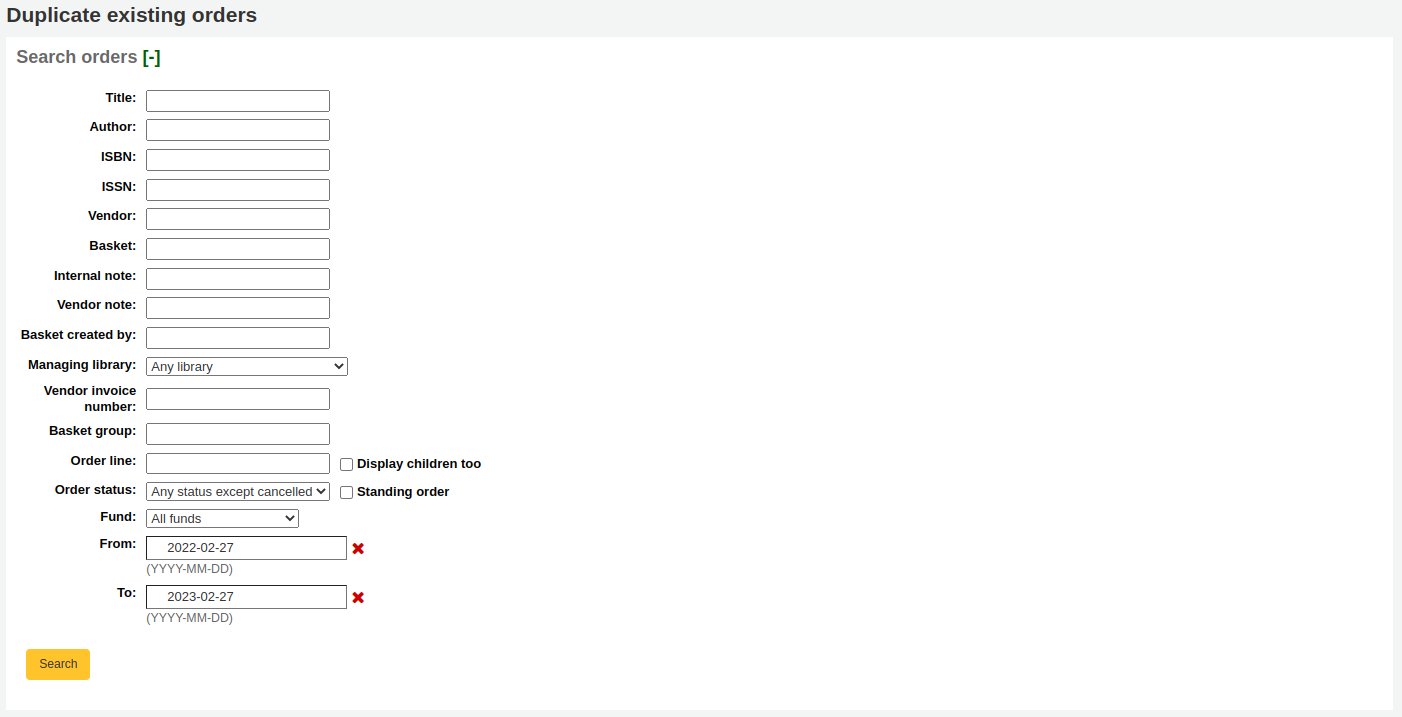 Duplicate existing orders
Search orders [-]
Title:
Author:
ISBN:
ISSN:
Vendor:
Basket:
Internal note:
Vendor note:
Basket created by:
Managing library: Any library
Vendor invoice
number:
Basket group:
Order line: Display children too
Order status: Any status except cancelled Standing order
Fund: All funds
From: 2022-02-27
(YYYY-MM-DD)
To: 2023-02-27
(YYYY-MM-DD)
Search